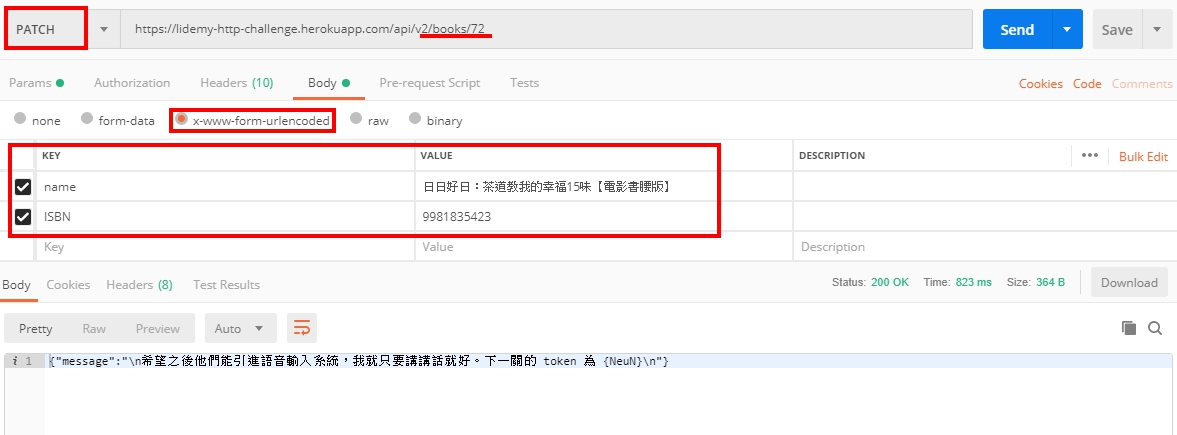 PATCH https://lidemy-http-challenge.herokuapp.com/api/v2/books/72 Send Save
Params Authorization Headers (10) Body Pre-request Script Tests Cookies Code Comments
none form-data x-www-form-urlencoded raw binary
KEY VALUE DESCRIPTION ••• Bulk Edit
name 日日好日：茶道教我的幸福15味【電影書腰版】
ISBN 9981835423
Key Value Description
Body Cookies Headers (8) Test Results Status: 200 OK Time: 823 ms Size: 364 B Download
Pretty Raw Preview Auto
i 1 {"message":"\n希望之後他們能引進語音輸入系統，我就只要講講話就好。下一關的 token 為 {NeuN}\n"}